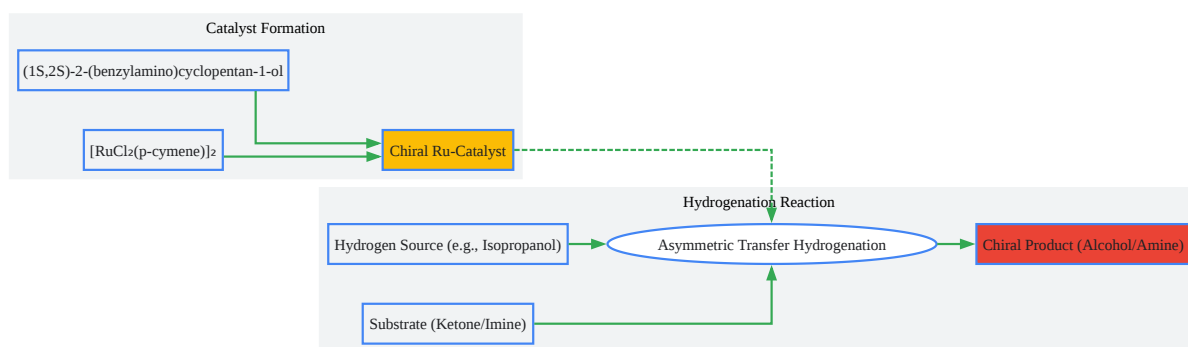 Catalyst Formation
(1S,2S)-2-(benzylamino)cyclopentan-1-ol
[RuCl₂(p-cymene)]₂
Chiral Ru-Catalyst
Hydrogenation Reaction
Hydrogen Source (e.g., Isopropanol)
Asymmetric Transfer Hydrogenation
Chiral Product (Alcohol/Amine)
Substrate (Ketone/Imine)